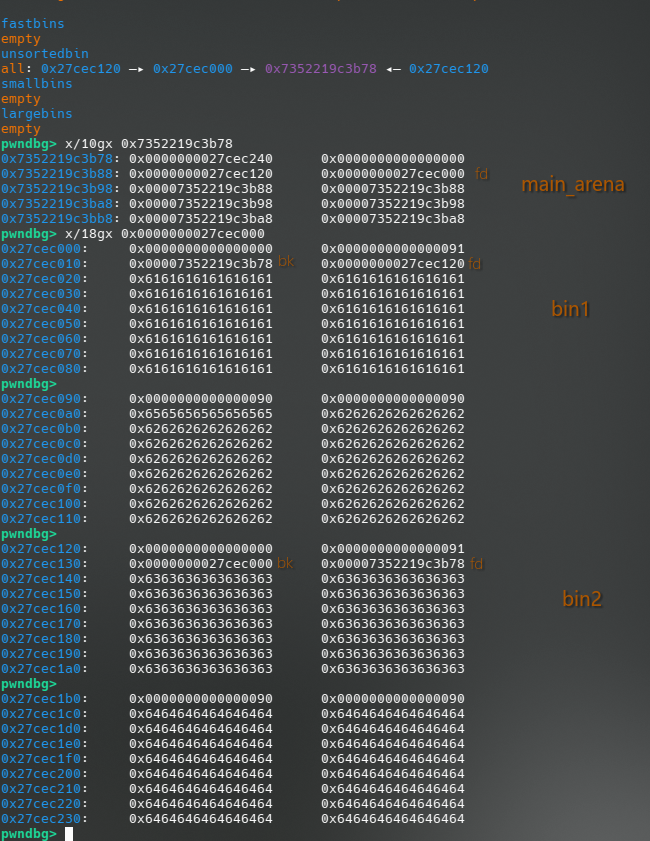 fastbins
empty
unsortedbin
all: 0x27cec120 —▸ 0x27cec000 —▸ 0x7352219c3b78 ◂— 0x27cec120
smallbins
empty
largebins
empty
pwndbg> x/10gx 0x7352219c3b78
0x7352219c3b78: 0x0000000027cec240 0x0000000000000000
0x7352219c3b88: 0x0000000027cec120 0x0000000027cec000 fd
0x7352219c3b98: 0x00007352219c3b88 0x00007352219c3b88 main_arena
0x7352219c3ba8: 0x00007352219c3b98 0x00007352219c3b98
0x7352219c3bb8: 0x00007352219c3ba8 0x00007352219c3ba8
pwndbg> x/18gx 0x0000000027cec000
0x27cec000: 0x0000000000000000 0x0000000000000091
0x27cec010: 0x00007352219c3b78 bk 0x0000000027cec120 fd
0x27cec020: 0x6161616161616161 0x6161616161616161
0x27cec030: 0x6161616161616161 0x6161616161616161
0x27cec040: 0x6161616161616161 0x6161616161616161 bin1
0x27cec050: 0x6161616161616161 0x6161616161616161
0x27cec060: 0x6161616161616161 0x6161616161616161
0x27cec070: 0x6161616161616161 0x6161616161616161
0x27cec080: 0x6161616161616161 0x6161616161616161
pwndbg>
0x27cec090: 0x0000000000000090 0x0000000000000090
0x27cec0a0: 0x6565656565656565 0x6262626262626262
0x27cec0b0: 0x6262626262626262 0x6262626262626262
0x27cec0c0: 0x6262626262626262 0x6262626262626262
0x27cec0d0: 0x6262626262626262 0x6262626262626262
0x27cec0e0: 0x6262626262626262 0x6262626262626262
0x27cec0f0: 0x6262626262626262 0x6262626262626262
0x27cec100: 0x6262626262626262 0x6262626262626262
0x27cec110: 0x6262626262626262 0x6262626262626262
pwndbg>
0x27cec120: 0x0000000000000000 0x0000000000000091
0x27cec130: 0x0000000027cec000 bk 0x00007352219c3b78 fd
0x27cec140: 0x6363636363636363 0x6363636363636363
0x27cec150: 0x6363636363636363 0x6363636363636363
0x27cec160: 0x6363636363636363 0x6363636363636363 bin2
0x27cec170: 0x6363636363636363 0x6363636363636363
0x27cec180: 0x6363636363636363 0x6363636363636363
0x27cec190: 0x6363636363636363 0x6363636363636363
0x27cec1a0: 0x6363636363636363 0x6363636363636363
pwndbg>
0x27cec1b0: 0x0000000000000090 0x0000000000000090
0x27cec1c0: 0x6464646464646464 0x6464646464646464
0x27cec1d0: 0x6464646464646464 0x6464646464646464
0x27cec1e0: 0x6464646464646464 0x6464646464646464
0x27cec1f0: 0x6464646464646464 0x6464646464646464
0x27cec200: 0x6464646464646464 0x6464646464646464
0x27cec210: 0x6464646464646464 0x6464646464646464
0x27cec220: 0x6464646464646464 0x6464646464646464
0x27cec230: 0x6464646464646464 0x6464646464646464
pwndbg>